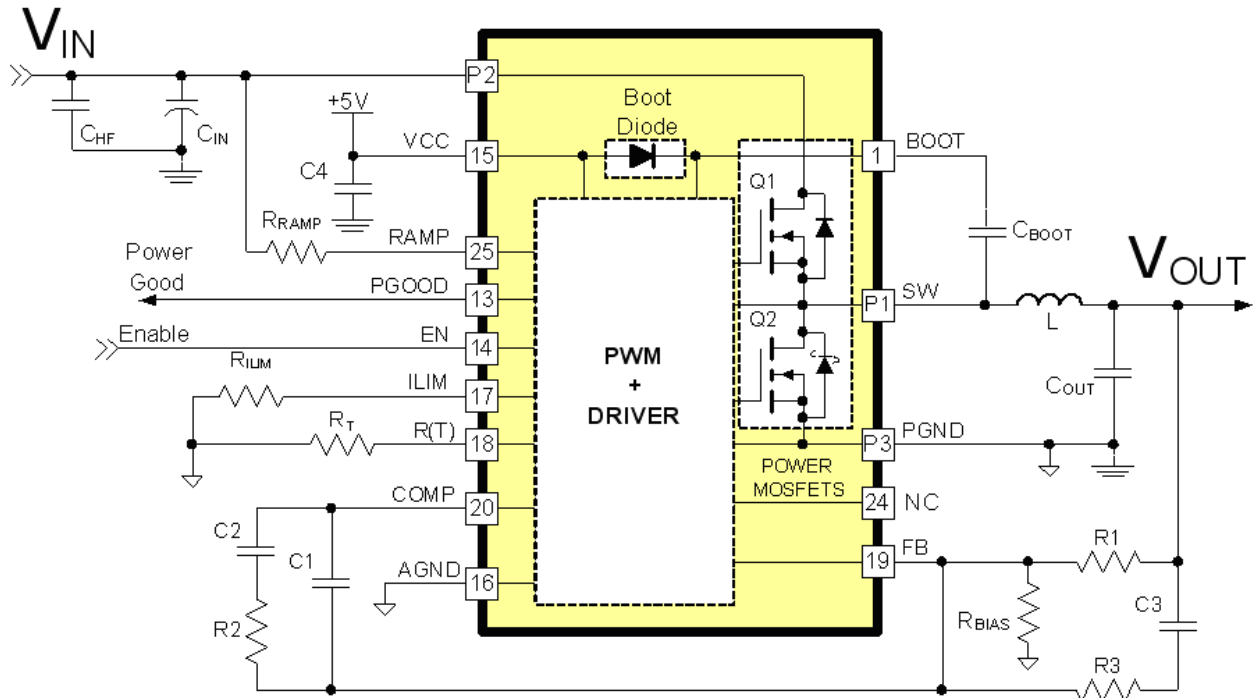 VIN
CHF
CIN
+5V
C4
VCC
RRAMP
RAMP
Power
Good
PGOOD
Enable
EN
RILIM
ILIM
RT
R(T)
COMP
C2
C1
R2
AGND
P2
15
25
13
14
17
18
20
16
Boot
Diode
Q1
Q2
PWM
+
DRIVER
POWER
MOSFETS
1
P1
P3
24
19
BOOT
CBOOT
SW
L
VOUT
COUT
PGND
NC
FB
R1
RBIAS
C3
R3